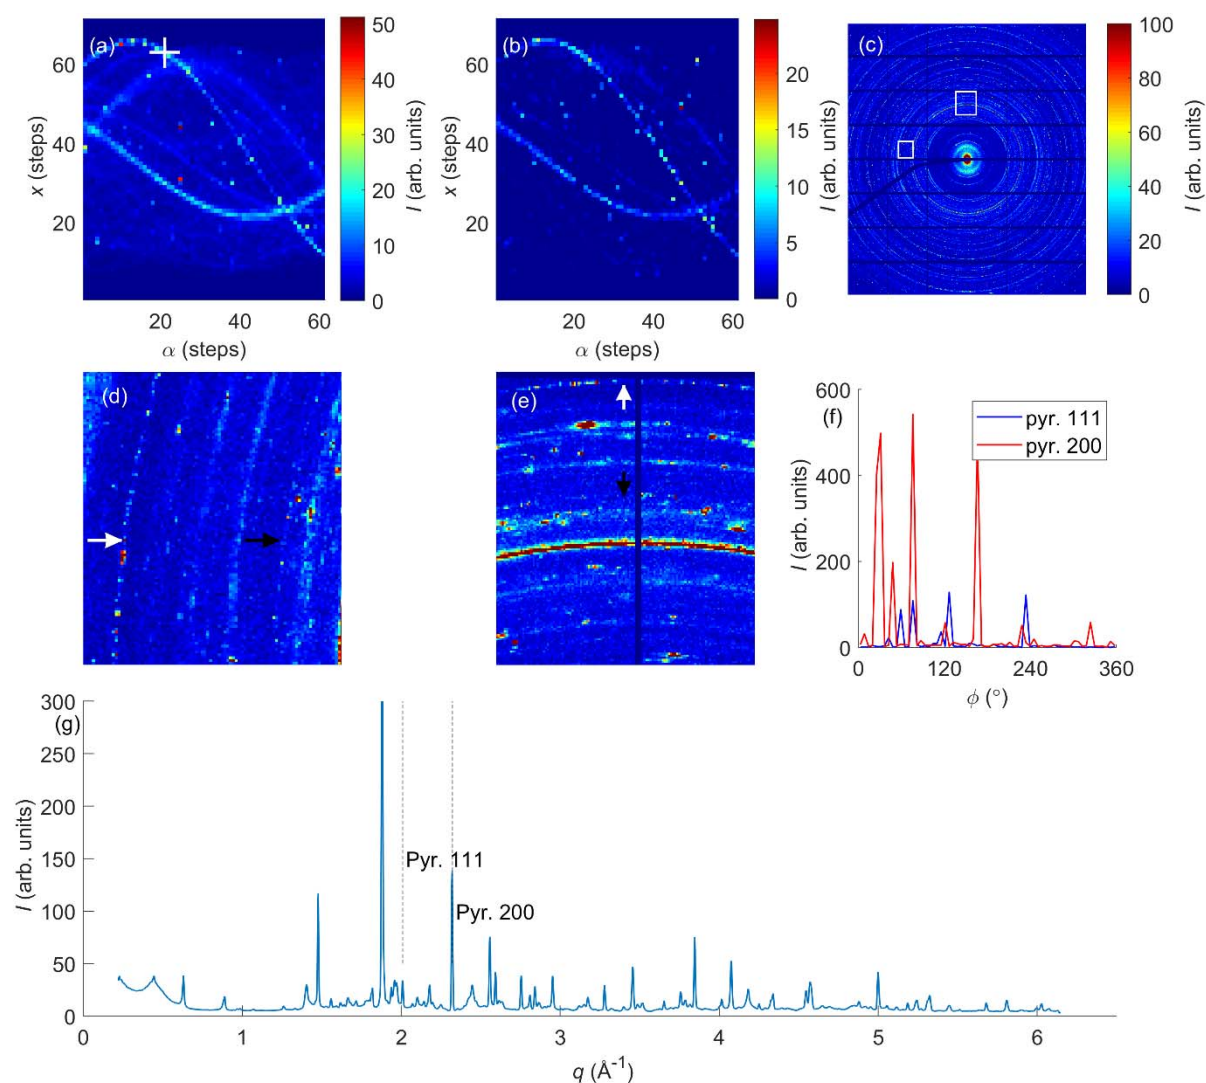 (a)
60
40
20
x (steps)
20
40
60
α (steps)
50
40
30
20
10
0
I (arb. units)
(b)
60
40
20
x (steps)
20
40
60
α (steps)
20
15
10
5
0
I (arb. units)
(c)
100
80
60
40
20
0
I (arb. units)
(d)
(e)
(f)
600
400
200
0
I (arb. units)
pyr. 111
pyr. 200
0
120
240
360
ϕ (°)
(g)
300
250
200
150
100
50
0
I (arb. units)
Pyr. 111
Pyr. 200
0
1
2
3
4
5
6
q (Å⁻¹)